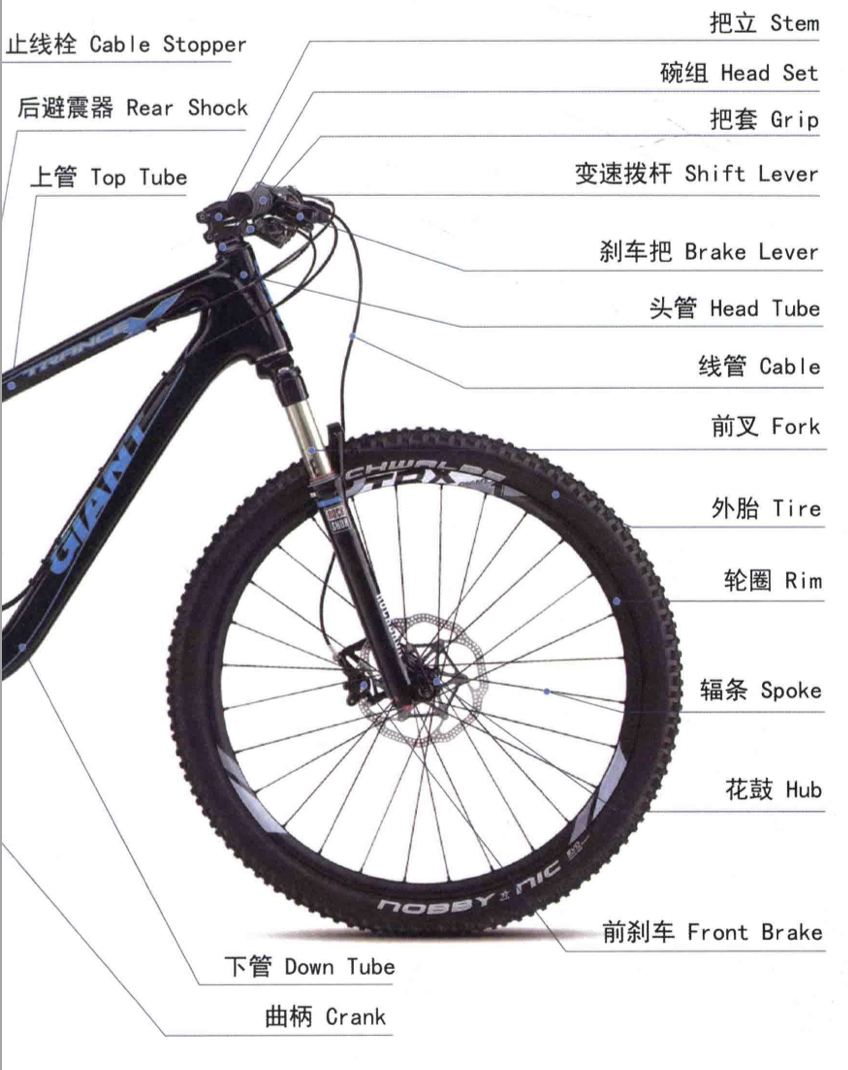 止线栓 Cable Stopper
后避震器 Rear Shock
上管 Top Tube
把立 Stem
碗组 Head Set
把套 Grip
变速拨杆 Shift Lever
刹车把 Brake Lever
头管 Head Tube
线管 Cable
前叉 Fork
外胎 Tire
轮圈 Rim
辐条 Spoke
花鼓 Hub
前刹车 Front Brake
下管 Down Tube
曲柄 Crank
TRANCE X
GIANT
SCHWALBE
NOBBY NIC